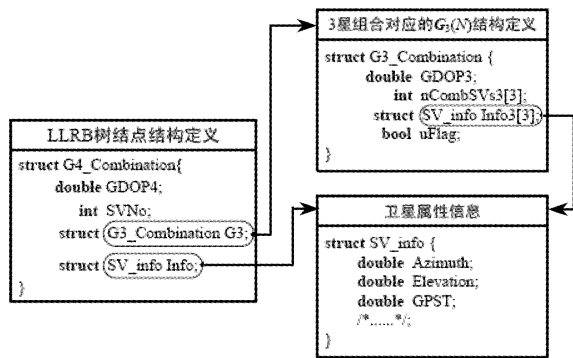 LLRB树结点结构定义
struct G4_Combination{
double GDOP4;
int SVNo;
struct G3_Combination G3;
struct SV_info Info;
}
3星组合对应的G₃(N)结构定义
struct G3_Combination {
double GDOP3;
int nCombSVs3[3];
struct SV_info Info3[3];
bool uFlag;
}
卫星属性信息
struct SV_info {
double Azimuth;
double Elevation;
double GPST;
/*......*/;
}